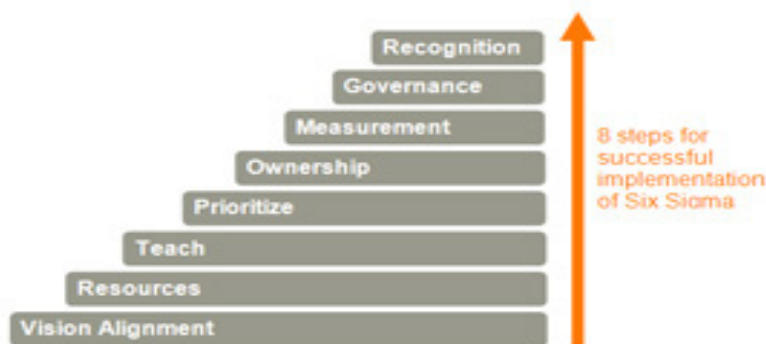 Recognition
Governance
Measurement
Ownership
Prioritize
Teach
Resources
Vision Alignment
8 steps for
successful
implementation
of Six Sigma